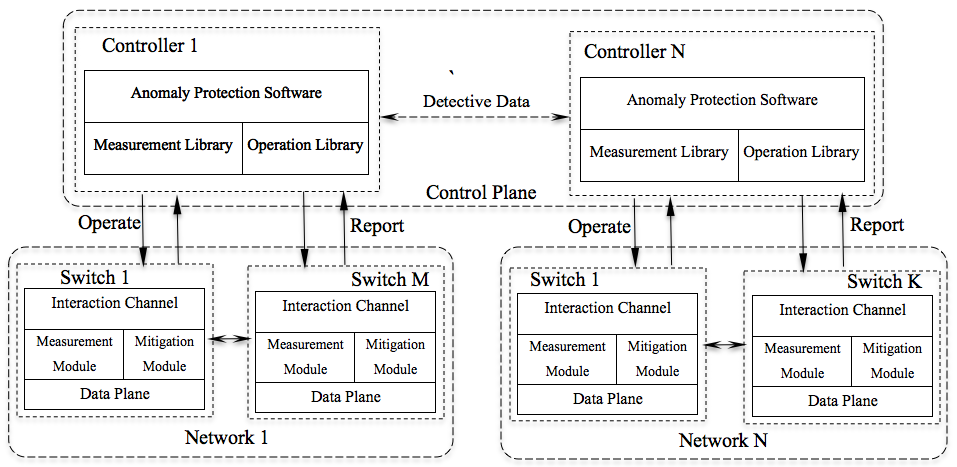 Controller 1
Anomaly Protection Software
Measurement Library
Operation Library
`
Detective Data
Controller N
Anomaly Protection Software
Measurement Library
Operation Library
Control Plane
Operate
Report
Operate
Report
Switch 1
Interaction Channel
Measurement
Module
Mitigation
Module
Data Plane
Switch M
Interaction Channel
Measurement
Module
Mitigation
Module
Data Plane
Network 1
Switch 1
Interaction Channel
Measurement
Module
Mitigation
Module
Data Plane
Switch K
Interaction Channel
Measurement
Module
Mitigation
Module
Data Plane
Network N